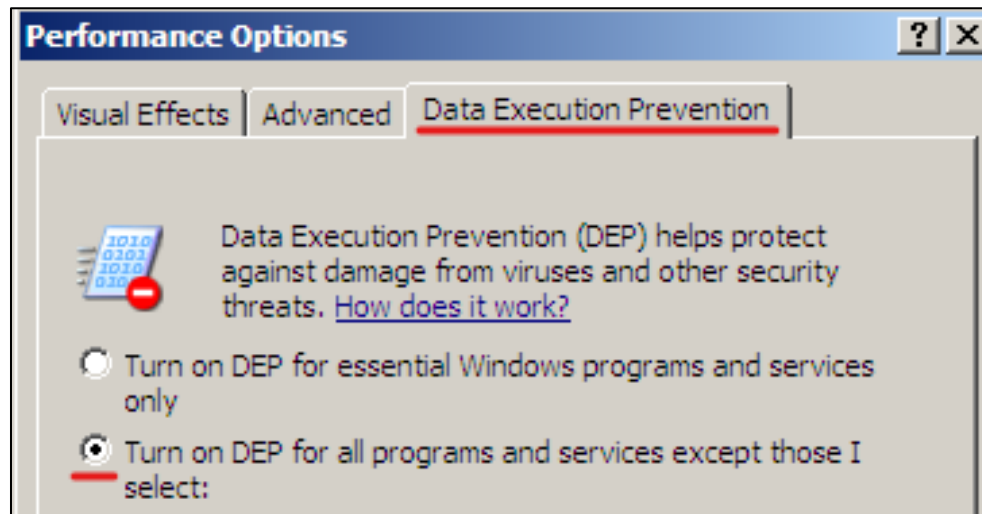 Performance Options
Visual Effects
Advanced
Data Execution Prevention
Data Execution Prevention (DEP) helps protect
against damage from viruses and other security
threats. How does it work?
Turn on DEP for essential Windows programs and services
only
Turn on DEP for all programs and services except those I
select: